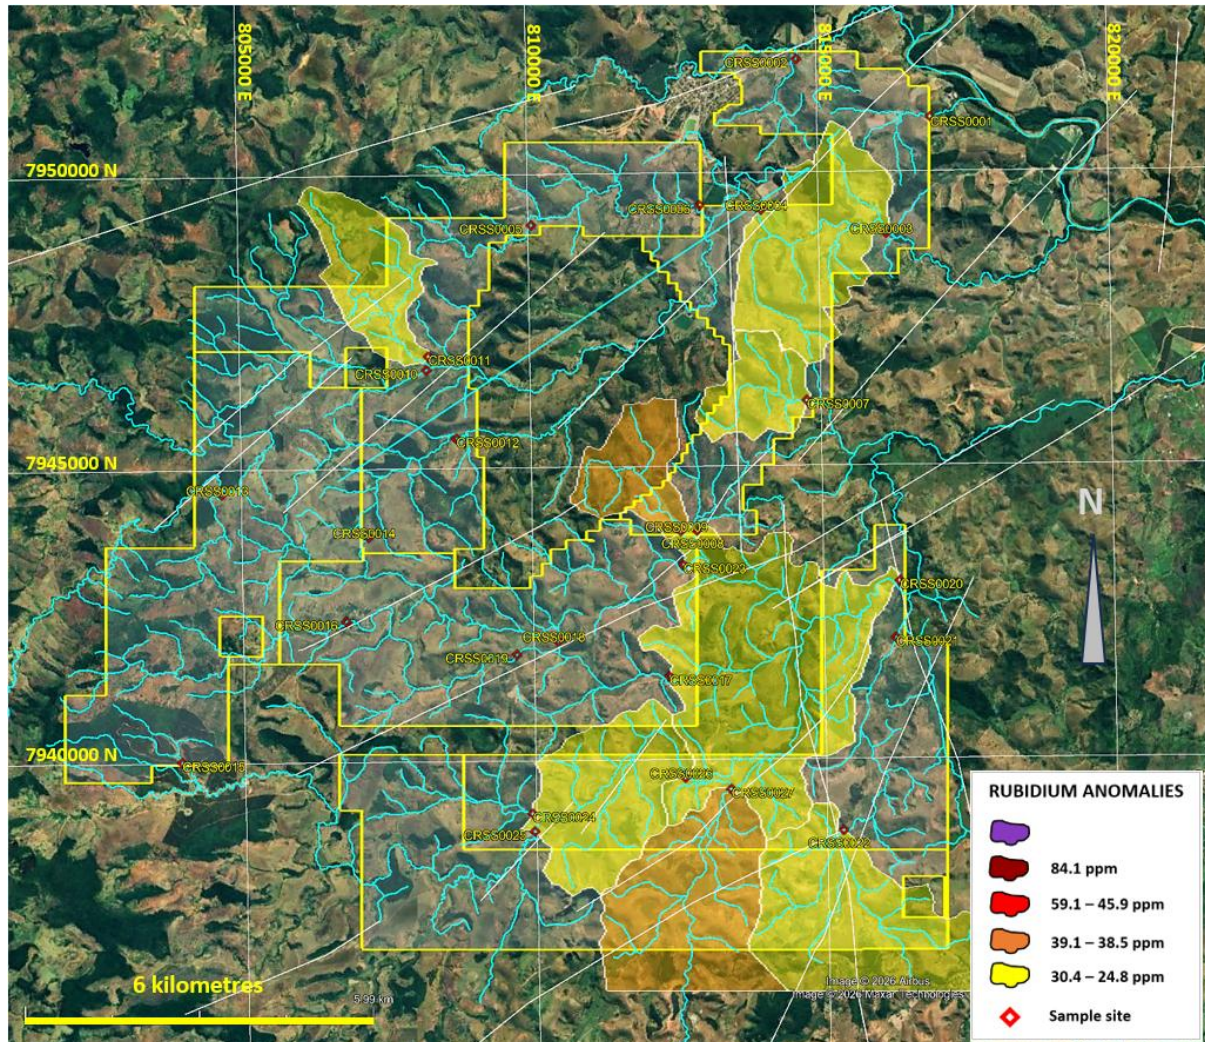 805000 E
810000 E
815000 E
820000 E
CRSS0002
CRSS0001
7950000 N
CRSS0004
CRSS0005
CRSS0011
CRSS0010
CRSS0007
CRSS0012
7945000 N
CRSS0013
CRSS0009
CRSS0014
N
CRSS0008
CRSS0023
CRSS0020
CRSS0016
CRSS0018
CRSS0021
CRSS0019
CRSS0017
7940000 N
CRSS0015
CRSS0026
CRSS0027
RUBIDIUM ANOMALIES
CRSS0024
CRSS0025
CRSS0022
84.1 ppm
59.1 – 45.9 ppm
39.1 – 38.5 ppm
30.4 – 24.8 ppm
Sample site
Image © 2026 Airbus
Image © 2026 Maxar Technologies
6 kilometres
5.99 km